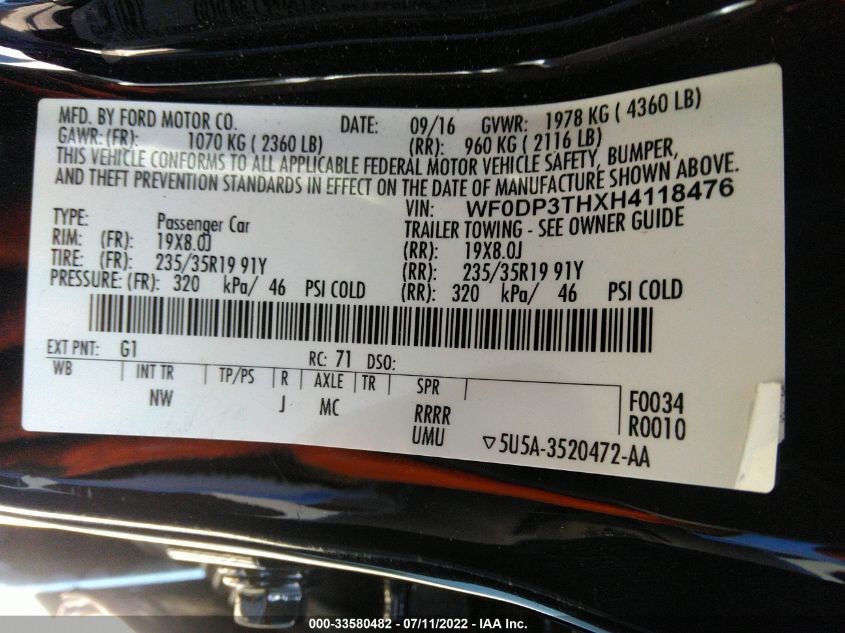 MFD. BY FORD MOTOR CO. DATE: 09/16 GVWR: 1978 KG ( 4360 LB)
GAWR: (FR): 1070 KG ( 2360 LB) (RR): 960 KG ( 2116 LB)
THIS VEHICLE CONFORMS TO ALL APPLICABLE FEDERAL MOTOR VEHICLE SAFETY, BUMPER,
AND THEFT PREVENTION STANDARDS IN EFFECT ON THE DATE OF MANUFACTURE SHOWN ABOVE.
VIN: WF0DP3THXH4118476
TYPE: Passenger Car TRAILER TOWING - SEE OWNER GUIDE
RIM: (FR): 19X8.0J (RR): 19X8.0J
TIRE: (FR): 235/35R19 91Y (RR): 235/35R19 91Y
PRESSURE: (FR): 320 kPa/ 46 PSI COLD (RR): 320 kPa/ 46 PSI COLD
EXT PNT: G1 RC: 71 DSO:
WB INT TR TP/PS R AXLE TR SPR F0034
NW J MC RRRR R0010
UMU ▽5U5A-3520472-AA
000-33580482 - 07/11/2022 - IAA Inc.